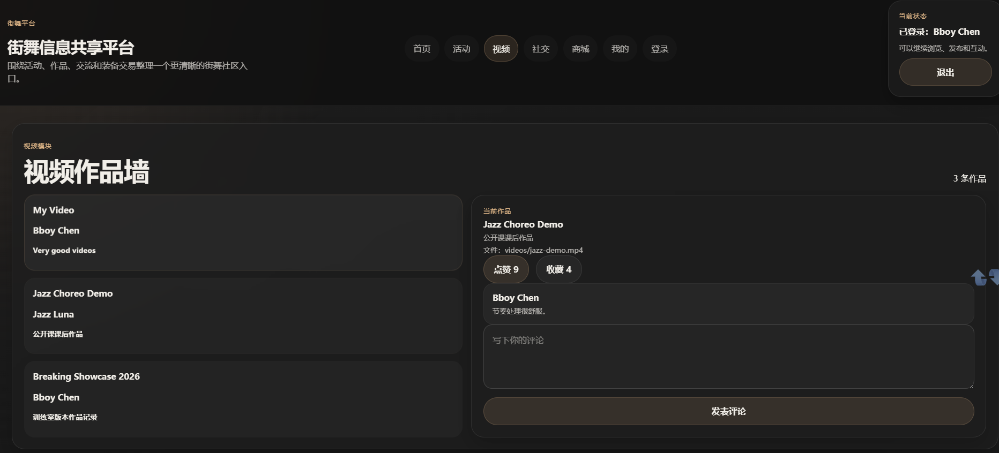 街舞平台
街舞信息共享平台
围绕活动、作品、交流和装备交易整理一个更清晰的街舞社区入
口。
首页 活动 视频 社交 商城 我的 登录
当前状态
已登录：Bboy Chen
可以继续浏览、发布和互动。
退出
视频模块
视频作品墙
3 条作品
My Video
Bboy Chen
Very good videos
Jazz Choreo Demo
Jazz Luna
公开课课后作品
Breaking Showcase 2026
Bboy Chen
训练室版本作品记录
当前作品
Jazz Choreo Demo
公开课课后作品
文件：videos/jazz-demo.mp4
点赞 9 收藏 4
Bboy Chen
节奏处理很舒服。
写下你的评论
发表评论